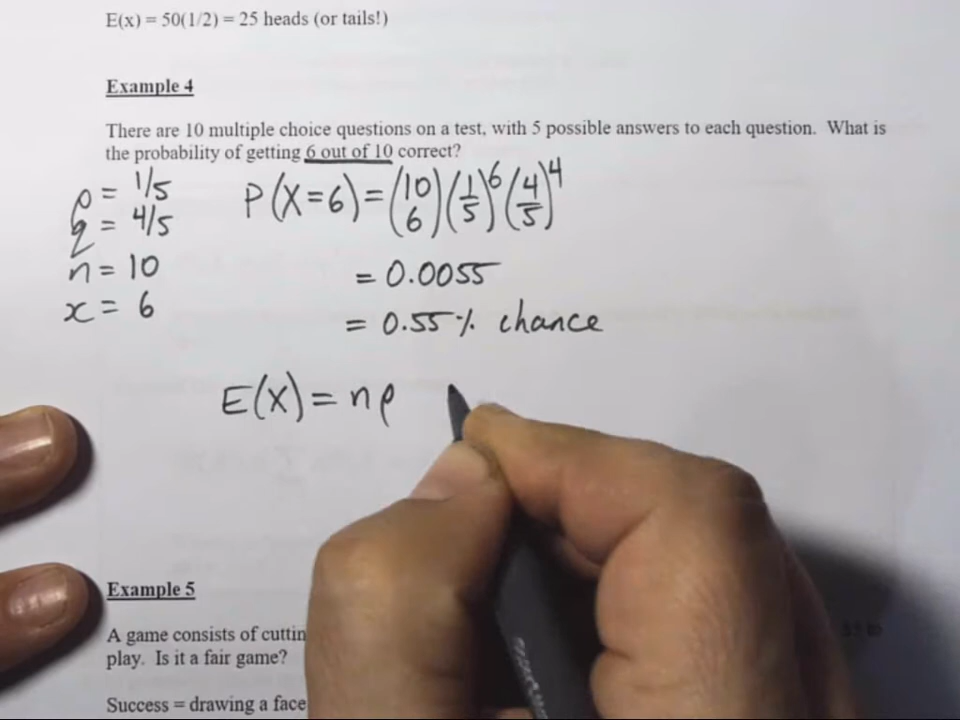 E(x) = 50(1/2) = 25 heads (or tails!)
Example 4
There are 10 multiple choice questions on a test, with 5 possible answers to each question. What is
the probability of getting 6 out of 10 correct?
p = 1/5
q = 4/5
n = 10
x = 6
P(X=6) = (10 6) (1/5)^6 (4/5)^4
= 0.0055
= 0.55% chance
E(X) = np
Example 5
A game consists of
play. Is it a fair game?
Success = drawing a face